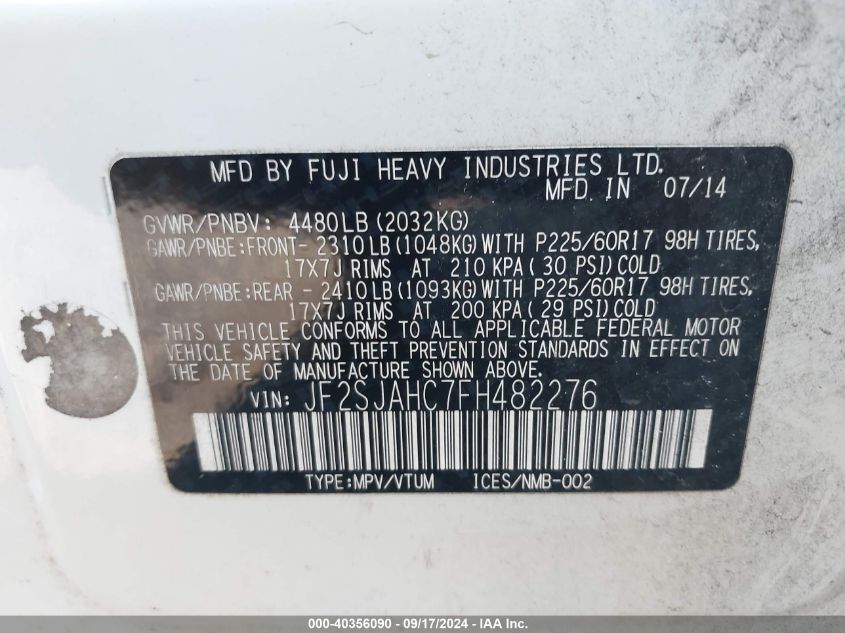 MFD BY FUJI HEAVY INDUSTRIES LTD.
MFD IN 07/14
GVWR/PNBV: 4480LB (2032KG)
GAWR/PNBE:FRONT- 2310LB (1048KG) WITH P225/60R17 98H TIRES,
17X7J RIMS AT 210 KPA ( 30 PSI) COLD
GAWR/PNBE:REAR - 2410LB (1093KG) WITH P225/60R17 98H TIRES,
17X7J RIMS AT 200 KPA ( 29 PSI) COLD
THIS VEHICLE CONFORMS TO ALL APPLICABLE FEDERAL MOTOR
VEHICLE SAFETY AND THEFT PREVENTION STANDARDS IN EFFECT ON
THE DATE OF MANUFACTURE SHOWN ABOVE.
VIN: JF2SJAHC7FH482276
TYPE:MPV/VTUM ICES/NMB-002
000-40356090 - 09/17/2024 - IAA Inc.